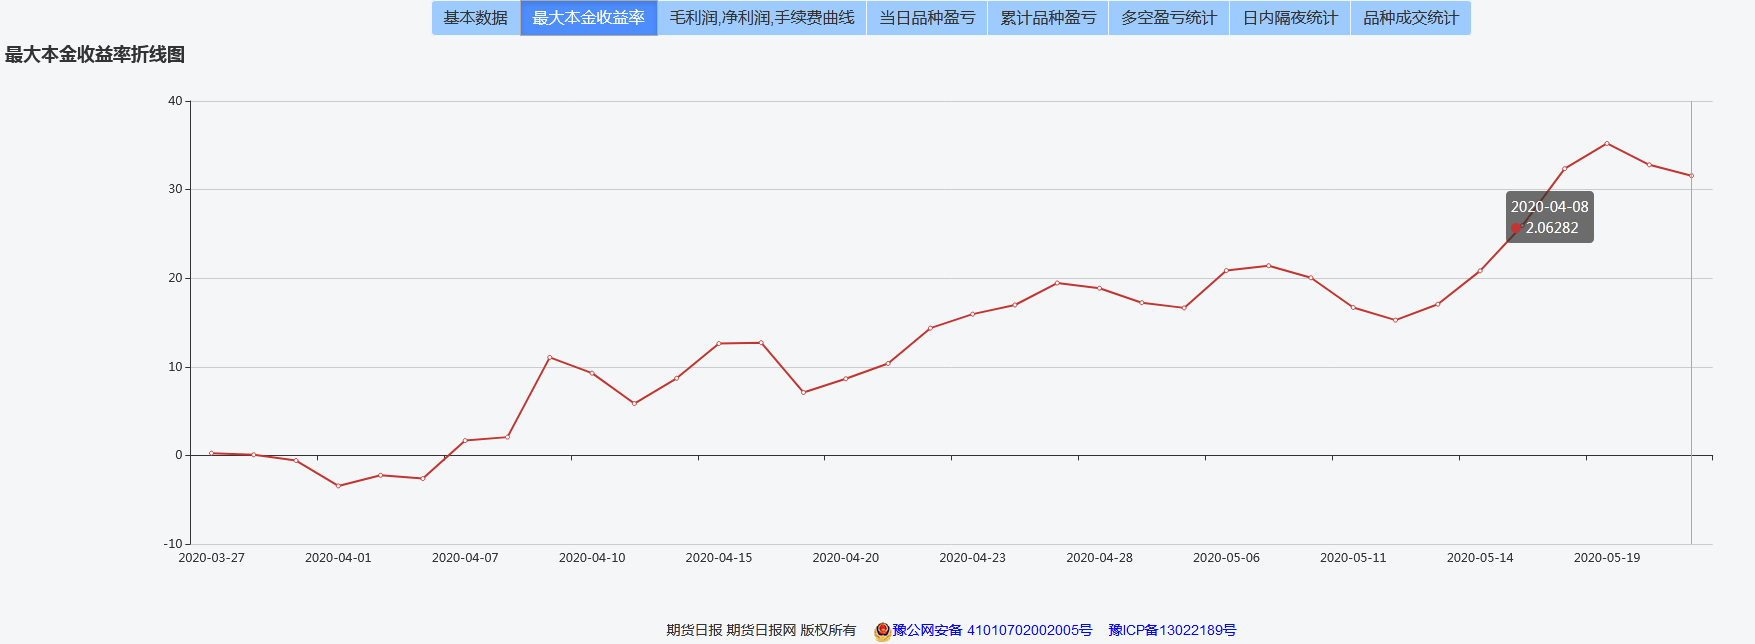 基本数据 最大本金收益率 毛利润,净利润,手续费曲线 当日品种盈亏 累计品种盈亏 多空盈亏统计 日内隔夜统计 品种成交统计
最大本金收益率折线图
40
30
2020-04-08
2.06282
20
10
0
-10
2020-03-27 2020-04-01 2020-04-07 2020-04-10 2020-04-15 2020-04-20 2020-04-23 2020-04-28 2020-05-06 2020-05-11 2020-05-14 2020-05-19
期货日报 期货日报网 版权所有 豫公网安备 41010702002005号 豫ICP备13022189号